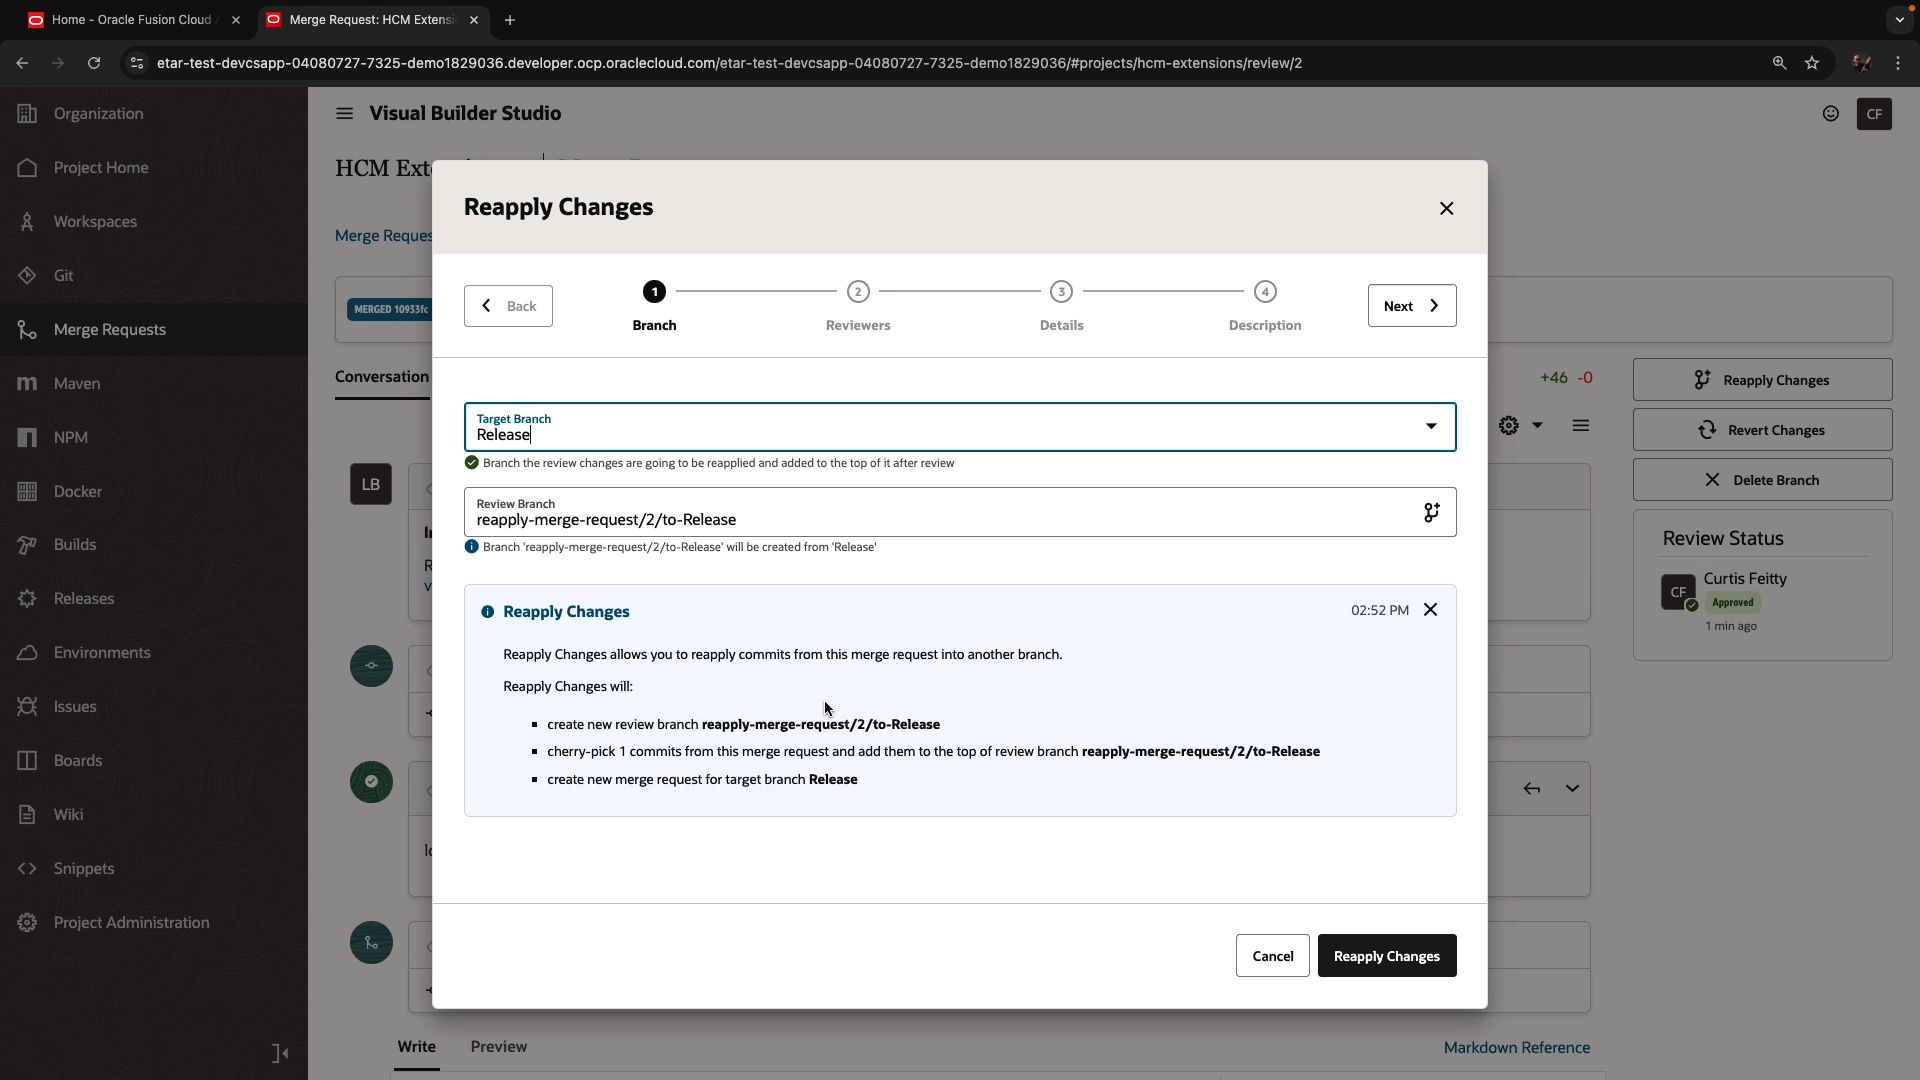 Home - Oracle Fusion Cloud
Merge Request: HCM Extensi
etar-test-devcsapp-04080727-7325-demo1829036.developer.ocp.oraclecloud.com/etar-test-devcsapp-04080727-7325-demo1829036/#projects/hcm-extensions/review/2
Organization
Project Home
Workspaces
Git
Merge Requests
Maven
NPM
Docker
Builds
Releases
Environments
Issues
Boards
Wiki
Snippets
Project Administration
Visual Builder Studio
CF
HCM Ext
Merge Reques
MERGED 10933fc
Conversation
+46 -0
LB
Reapply Changes
Revert Changes
Delete Branch
Review Status
CF
Curtis Feitty
Approved
1 min ago
Reapply Changes
Back
1
2
3
4
Branch
Reviewers
Details
Description
Next
Target Branch
Release
Branch the review changes are going to be reapplied and added to the top of it after review
Review Branch
reapply-merge-request/2/to-Release
Branch 'reapply-merge-request/2/to-Release' will be created from 'Release'
Reapply Changes
02:52 PM
Reapply Changes allows you to reapply commits from this merge request into another branch.
Reapply Changes will:
create new review branch reapply-merge-request/2/to-Release
cherry-pick 1 commits from this merge request and add them to the top of review branch reapply-merge-request/2/to-Release
create new merge request for target branch Release
Cancel
Reapply Changes
Write
Preview
Markdown Reference